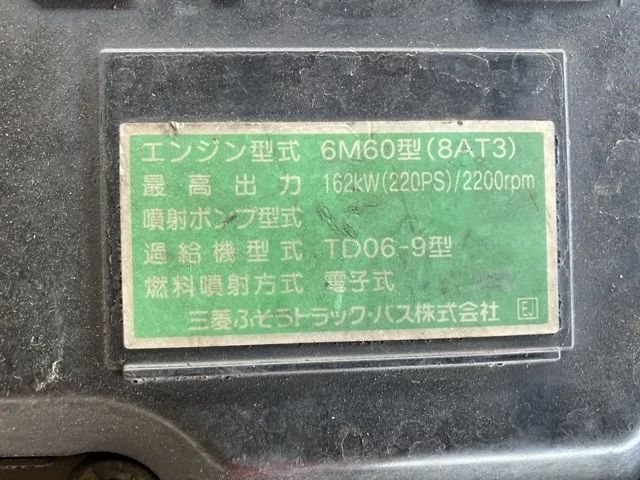 エンジン型式 6M60型(8AT3)
最高出力 162kW(220PS)/2200rpm
噴射ポンプ型式
過給機型式 TD06-9型
燃料噴射方式 電子式
三菱ふそうトラック・バス株式会社 EJ